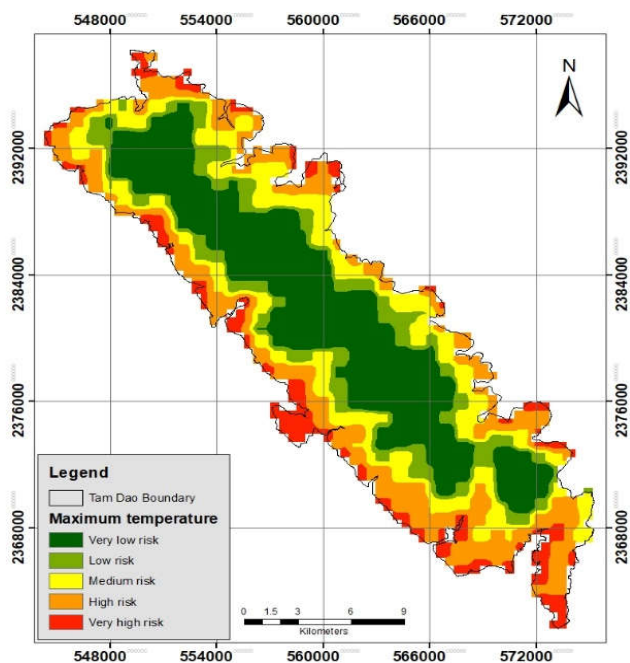 548000 554000 560000 566000 572000
N
2392000 2392000
2384000 2384000
2376000 2376000
2368000 2368000
Legend
Tam Dao Boundary
Maximum temperature
Very low risk
Low risk
Medium risk
High risk
Very high risk
0 1.5 3 6 9
Kilometers
548000 554000 560000 566000 572000